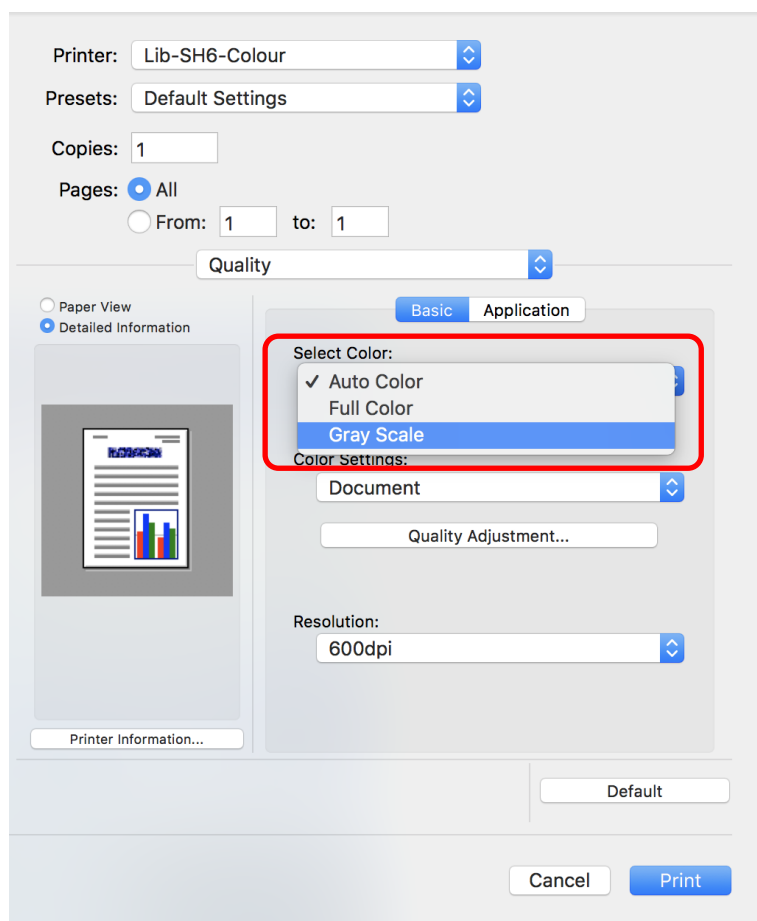 Printer: Lib-SH6-Colour
Presets: Default Settings
Copies: 1
Pages: All
From: 1 to: 1
Quality
Paper View
Detailed Information
Basic Application
Select Color:
✓ Auto Color
Full Color
Gray Scale
Color Settings:
Document
Quality Adjustment...
Resolution:
600dpi
Printer Information...
Default
Cancel Print